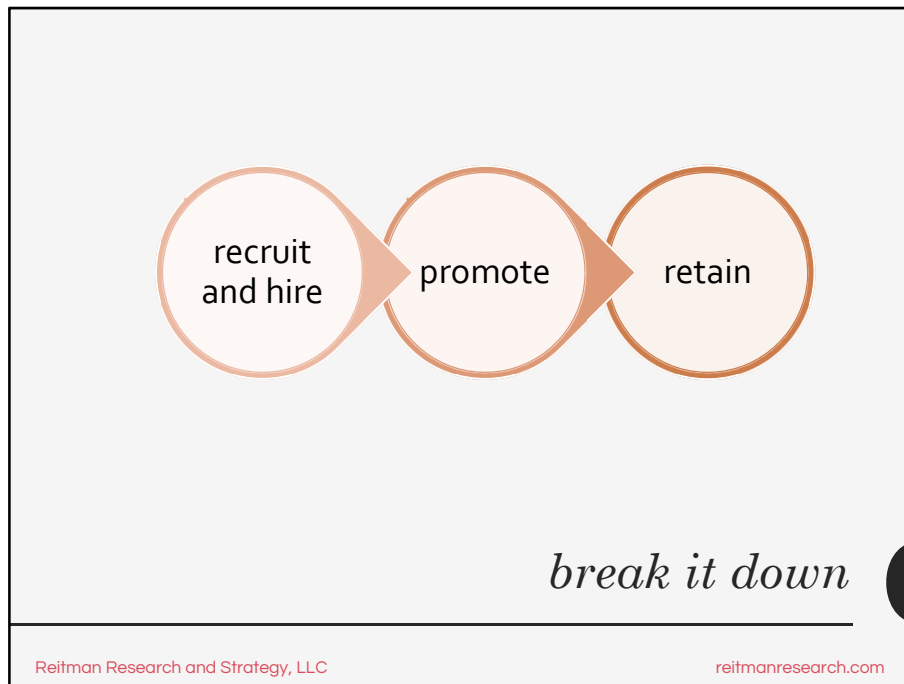 recruit
and hire
promote
retain
break it down
Reitman Research and Strategy, LLC
reitmanresearch.com